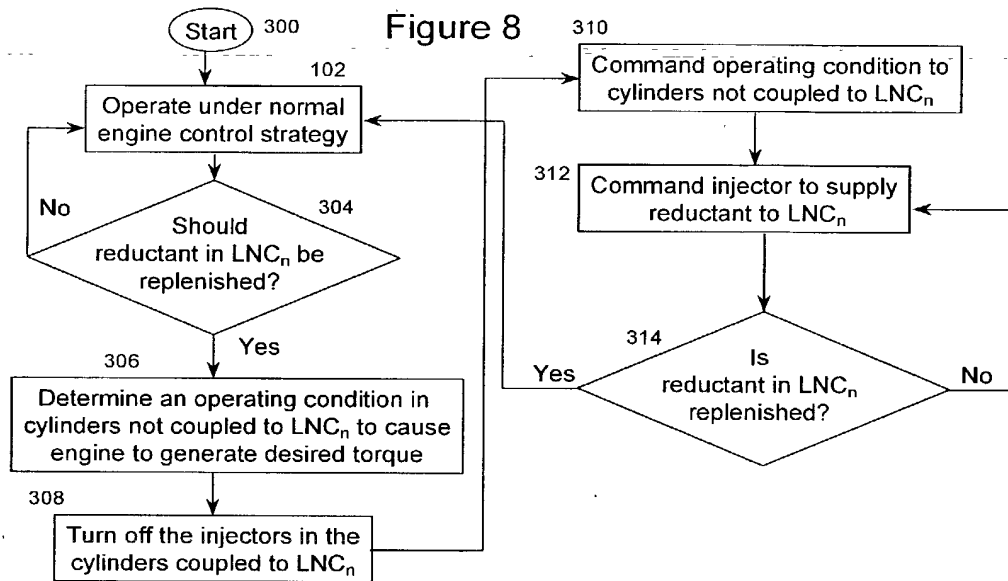 Figure 8
Start
300
102
Operate under normal
engine control strategy
No
304
Should
reductant in LNCn be
replenished?
Yes
306
Determine an operating condition in
cylinders not coupled to LNCn to cause
engine to generate desired torque
308
Turn off the injectors in the
cylinders coupled to LNCn
310
Command operating condition to
cylinders not coupled to LNCn
312
Command injector to supply
reductant to LNCn
314
Is
reductant in LNCn
replenished?
Yes
No